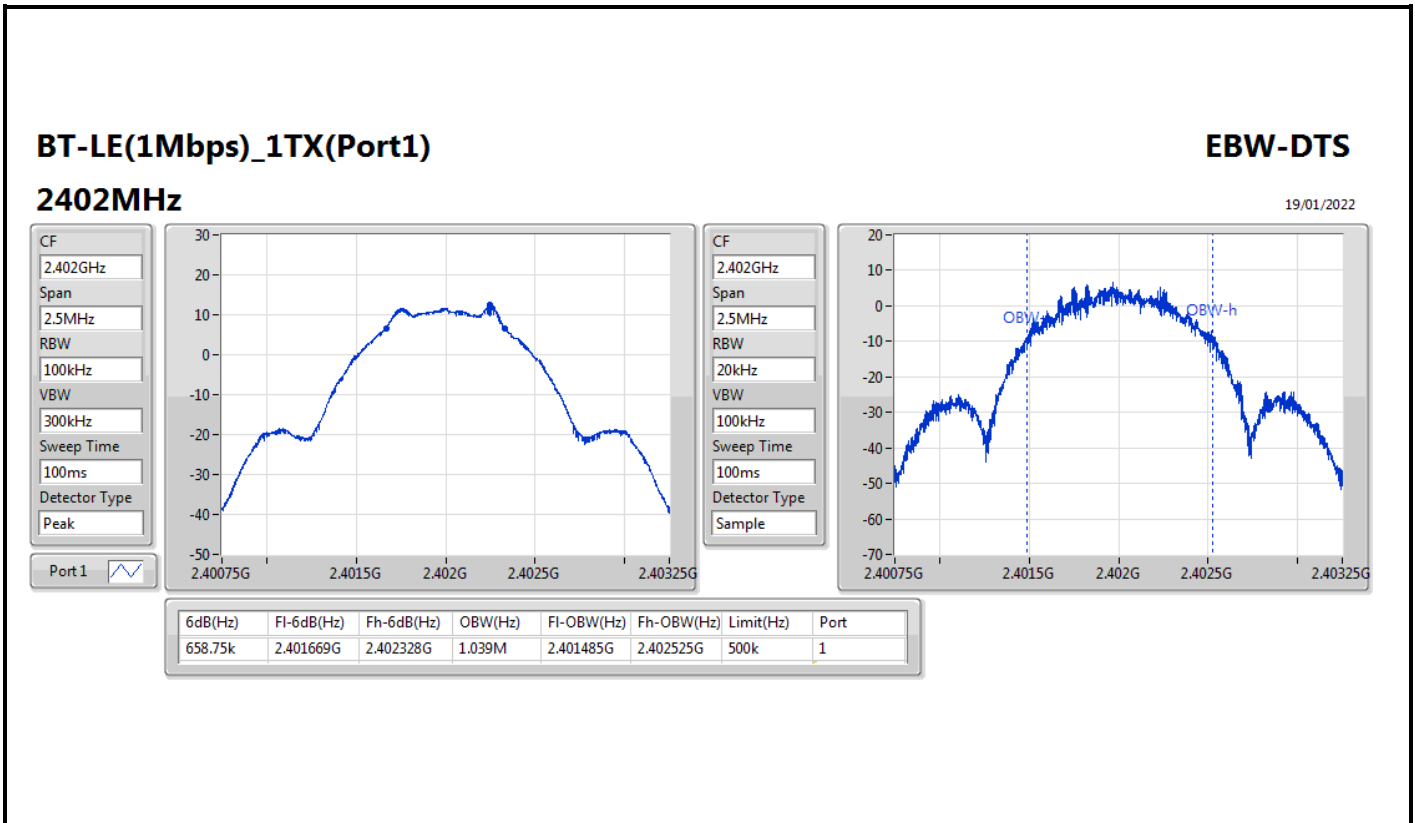 BT-LE(1Mbps)_1TX(Port1)
EBW-DTS
2402MHz
19/01/2022
CF
2.402GHz
Span
2.5MHz
RBW
100kHz
VBW
300kHz
Sweep Time
100ms
Detector Type
Peak
Port 1
30
20
10
0
-10
-20
-30
-40
-50
2.40075G 2.4015G 2.402G 2.4025G 2.40325G
CF
2.402GHz
Span
2.5MHz
RBW
20kHz
VBW
100kHz
Sweep Time
100ms
Detector Type
Sample
20
10
0
-10
-20
-30
-40
-50
-60
-70
OBW-h
2.40075G 2.4015G 2.402G 2.4025G 2.40325G
6dB(Hz) Fl-6dB(Hz) Fh-6dB(Hz) OBW(Hz) Fl-OBW(Hz) Fh-OBW(Hz) Limit(Hz) Port
658.75k 2.401669G 2.402328G 1.039M 2.401485G 2.402525G 500k 1